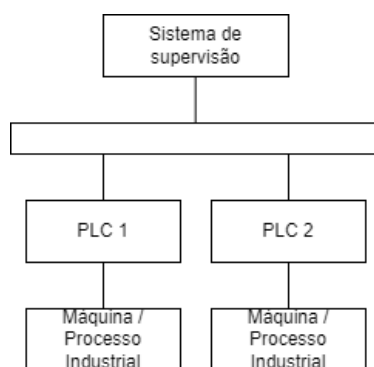 Sistema de
supervisão
PLC 1
PLC 2
Máquina /
Processo
Industrial
Máquina /
Processo
Industrial